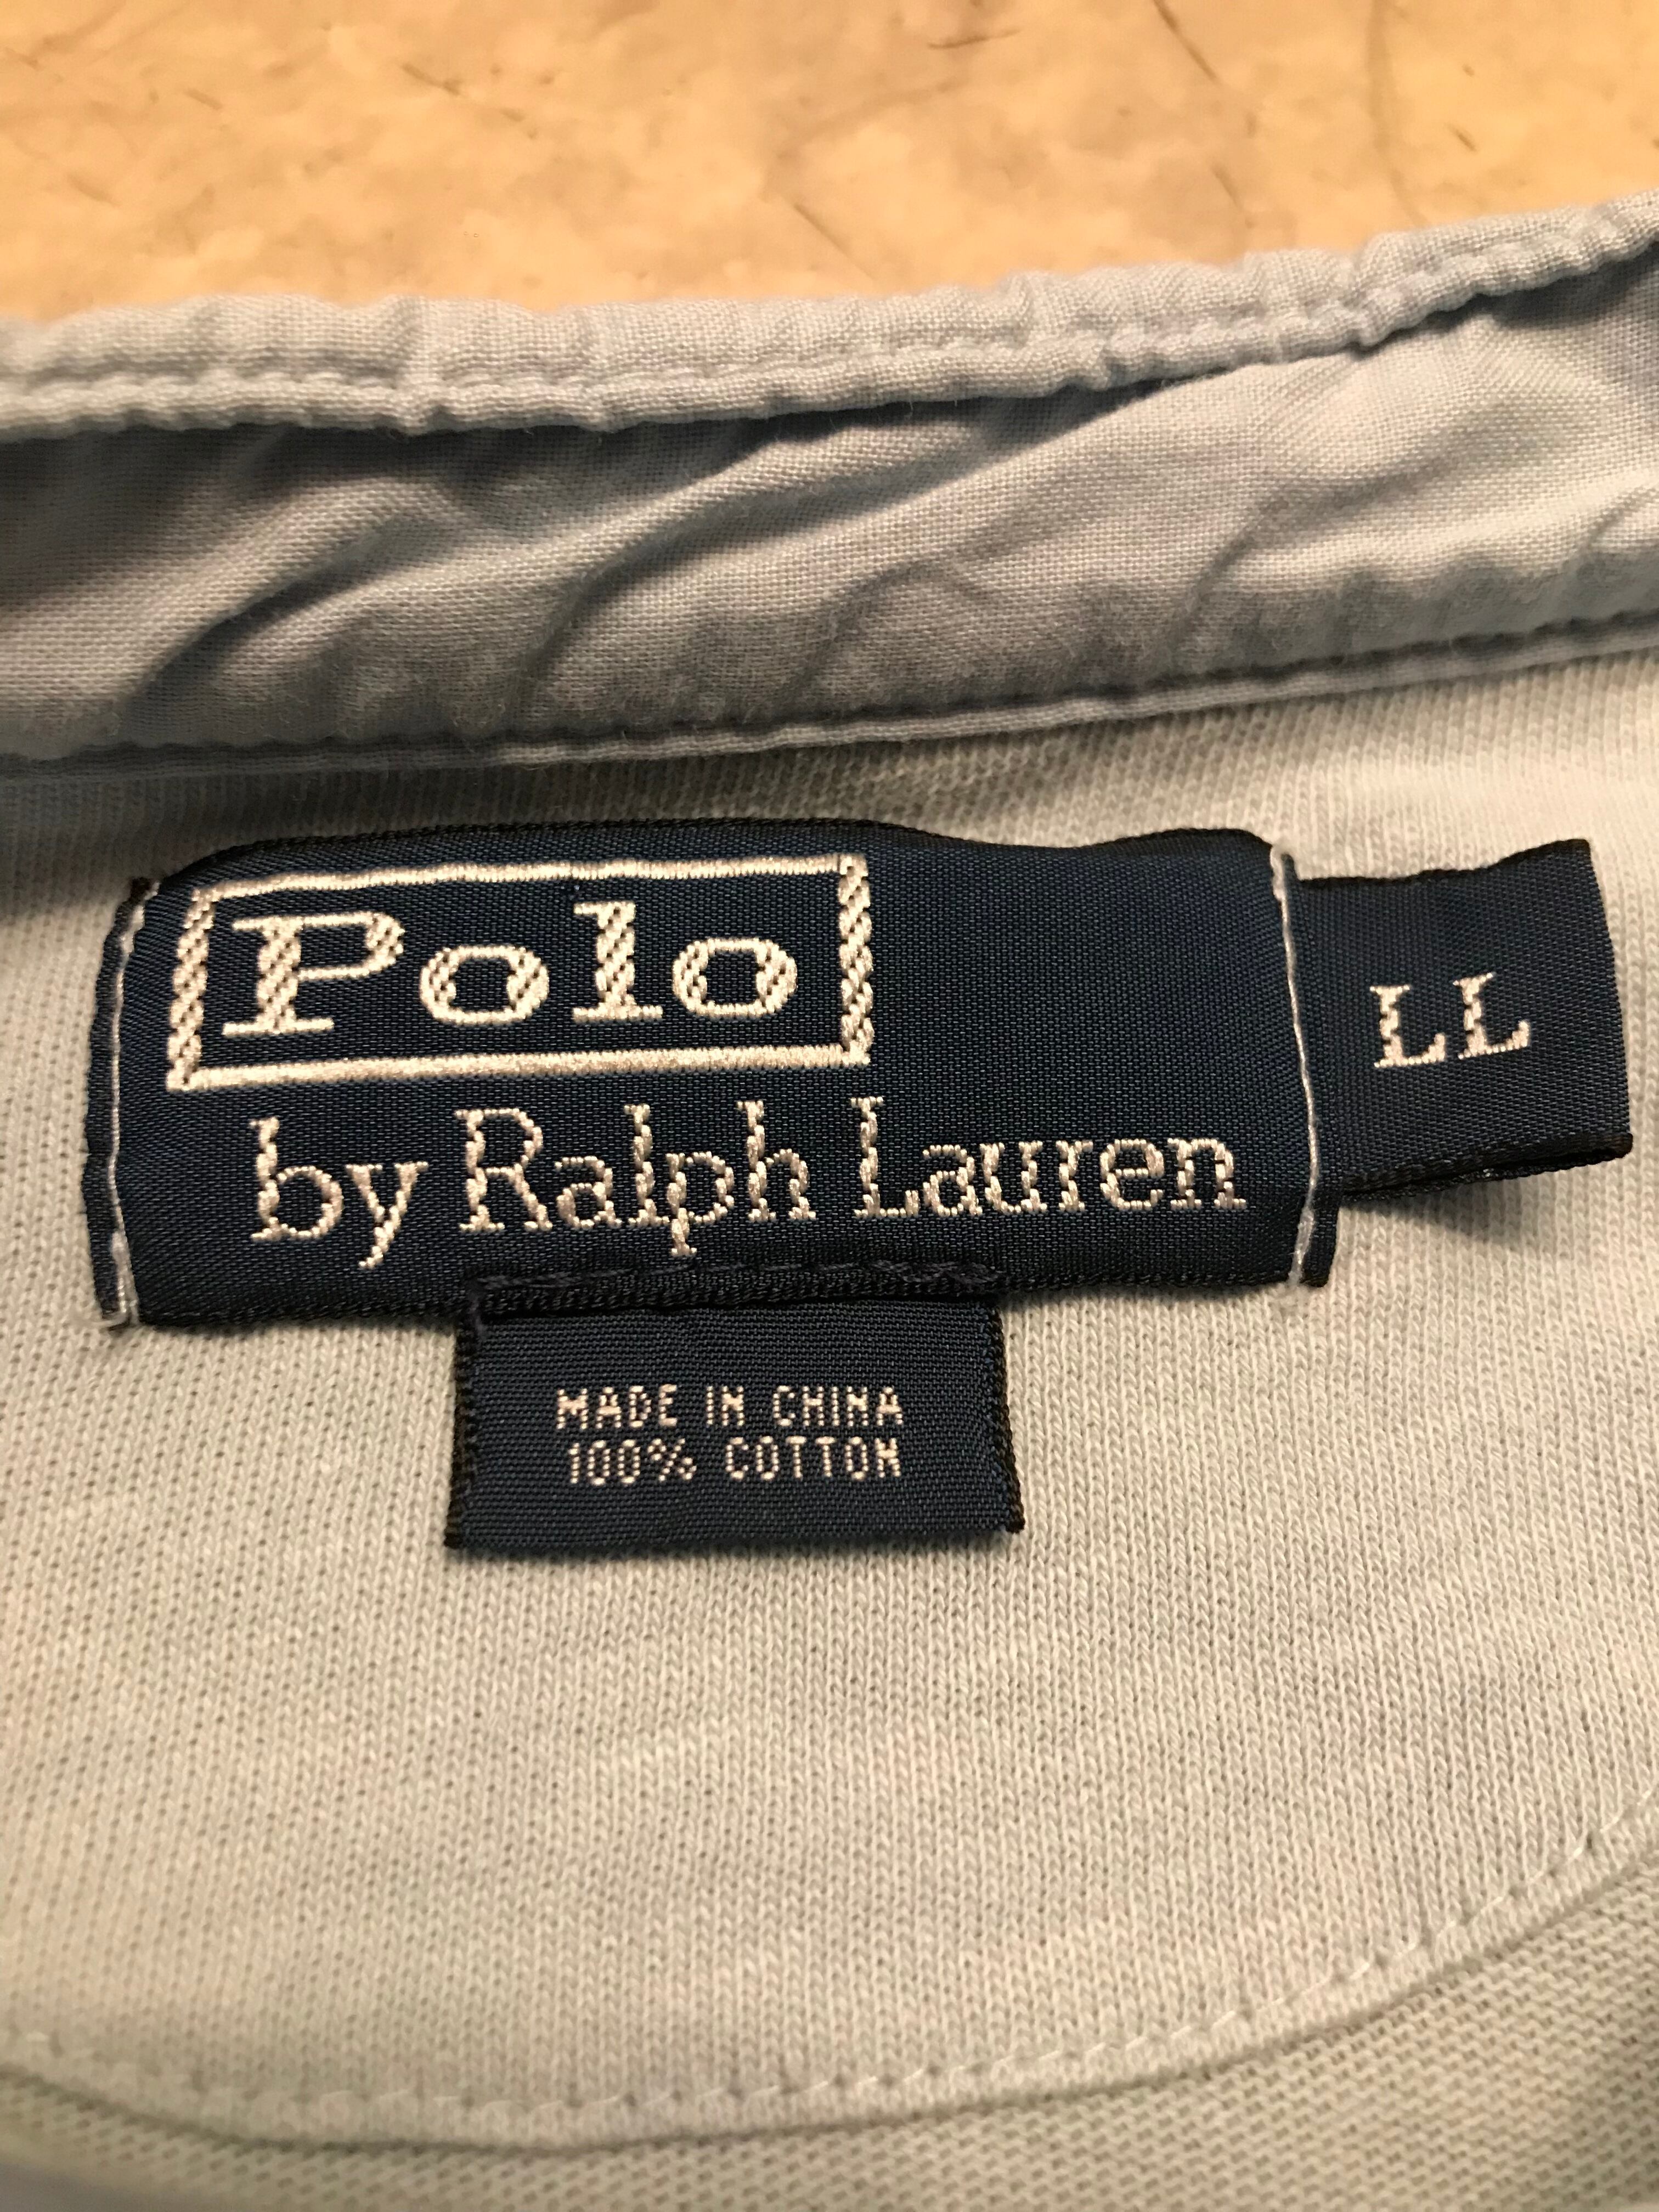 Polo
by Ralph Lauren
LL
MADE IN CHINA
100% COTTON